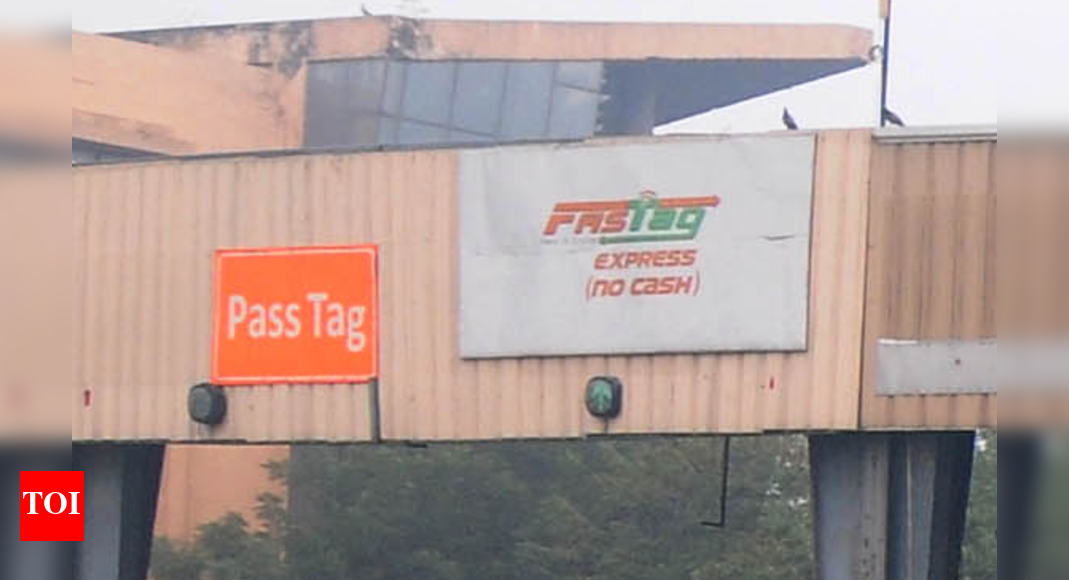 FASTag
EXPRESS
(NO CASH)
Pass Tag
TOI